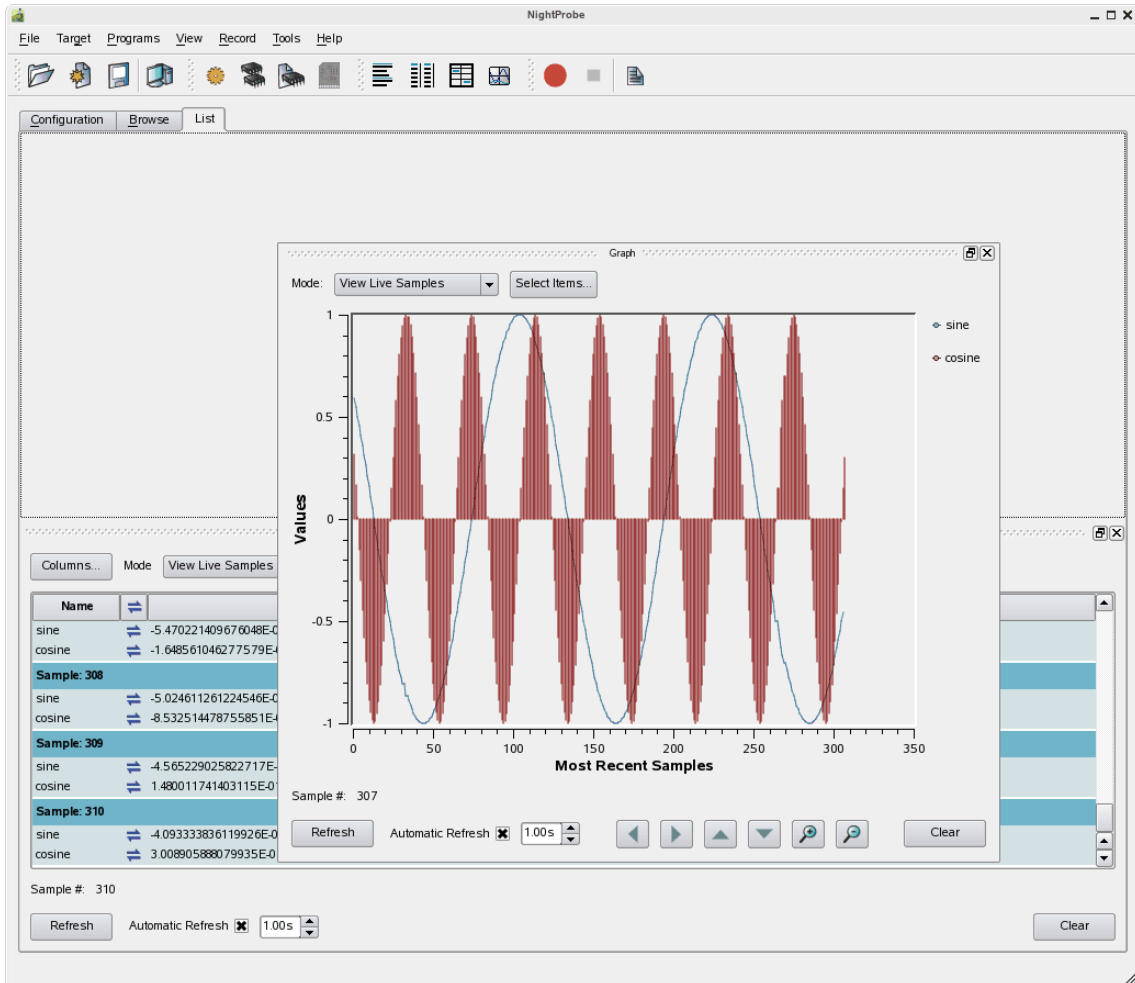 NightProbe
File Target Programs View Record Tools Help
Configuration Browse List
Graph
Mode: View Live Samples Select Items...
sine
cosine
1
0.5
0
-0.5
-1
Values
0 50 100 150 200 250 300 350
Most Recent Samples
Sample #: 307
Refresh Automatic Refresh 1.00s Clear
Columns... Mode View Live Samples
Name
sine -5.470221409676048E-0
cosine -1.648561046277579E-
Sample: 308
sine -5.024611261224546E-0
cosine -8.532514478755851E-
Sample: 309
sine -4.565229025822717E-
cosine 1.480011741403115E-01
Sample: 310
sine -4.093333836119926E-0
cosine 3.008905888079935E-0
Sample #: 310
Refresh Automatic Refresh 1.00s Clear